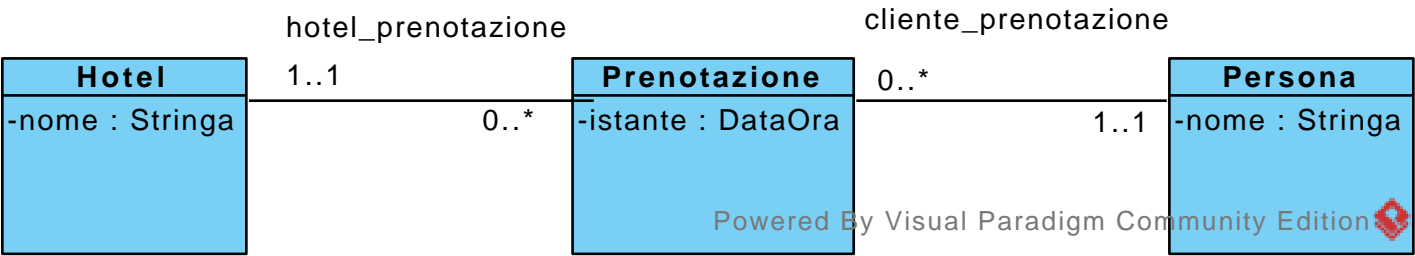 hotel_prenotazione
cliente_prenotazione
Hotel
-nome : Stringa
1..1
0..*
Prenotazione
-istante : DataOra
0..*
1..1
Persona
-nome : Stringa
Powered By Visual Paradigm Community Edition